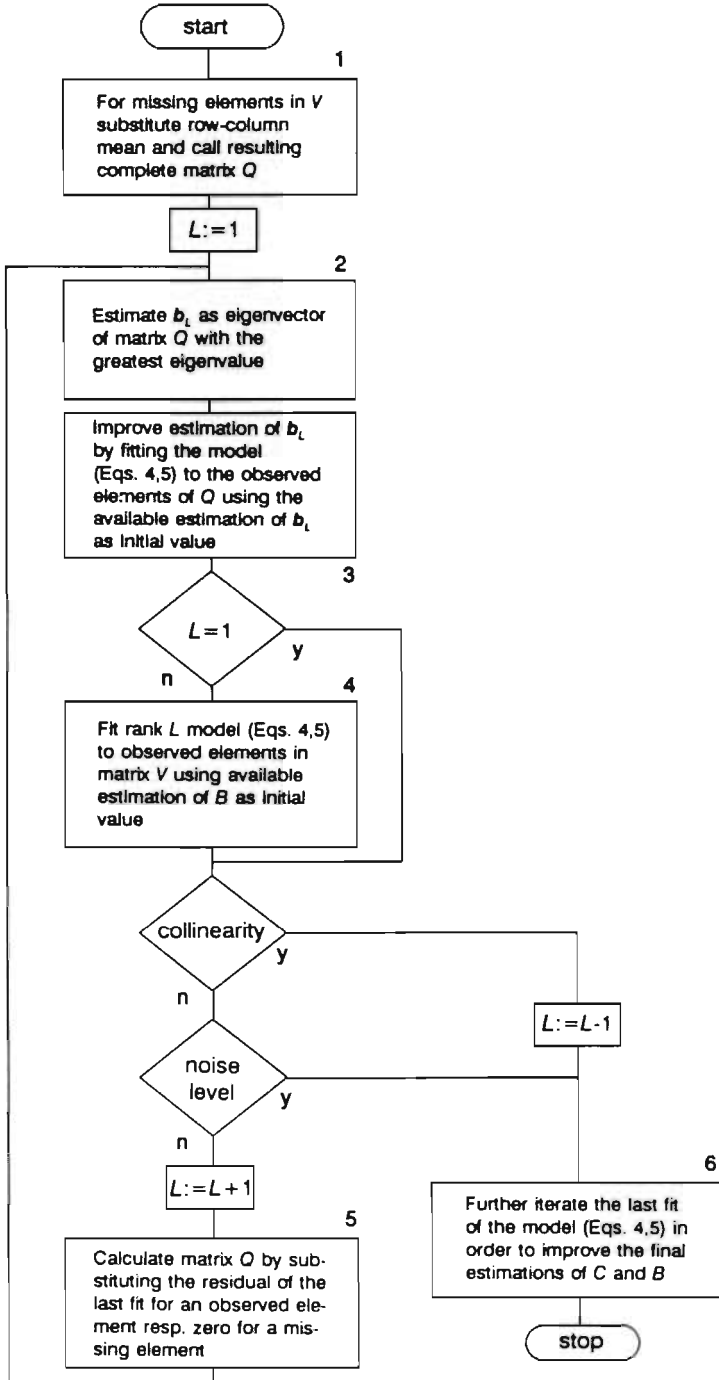 start
1
For missing elements in V
substitute row-column
mean and call resulting
complete matrix Q
L:=1
2
Estimate bL as eigenvector
of matrix Q with the
greatest eigenvalue
Improve estimation of bL
by fitting the model
(Eqs. 4,5) to the observed
elements of Q using the
available estimation of bL
as initial value
3
L=1
y
n
4
Fit rank L model (Eqs. 4,5)
to observed elements in
matrix V using available
estimation of B as initial
value
collinearity
y
n
L:=L-1
noise
level
y
n
L:=L+1
5
Calculate matrix Q by sub-
stituting the residual of the
last fit for an observed ele-
ment resp. zero for a mis-
sing element
6
Further iterate the last fit
of the model (Eqs. 4,5) in
order to improve the final
estimations of C and B
stop